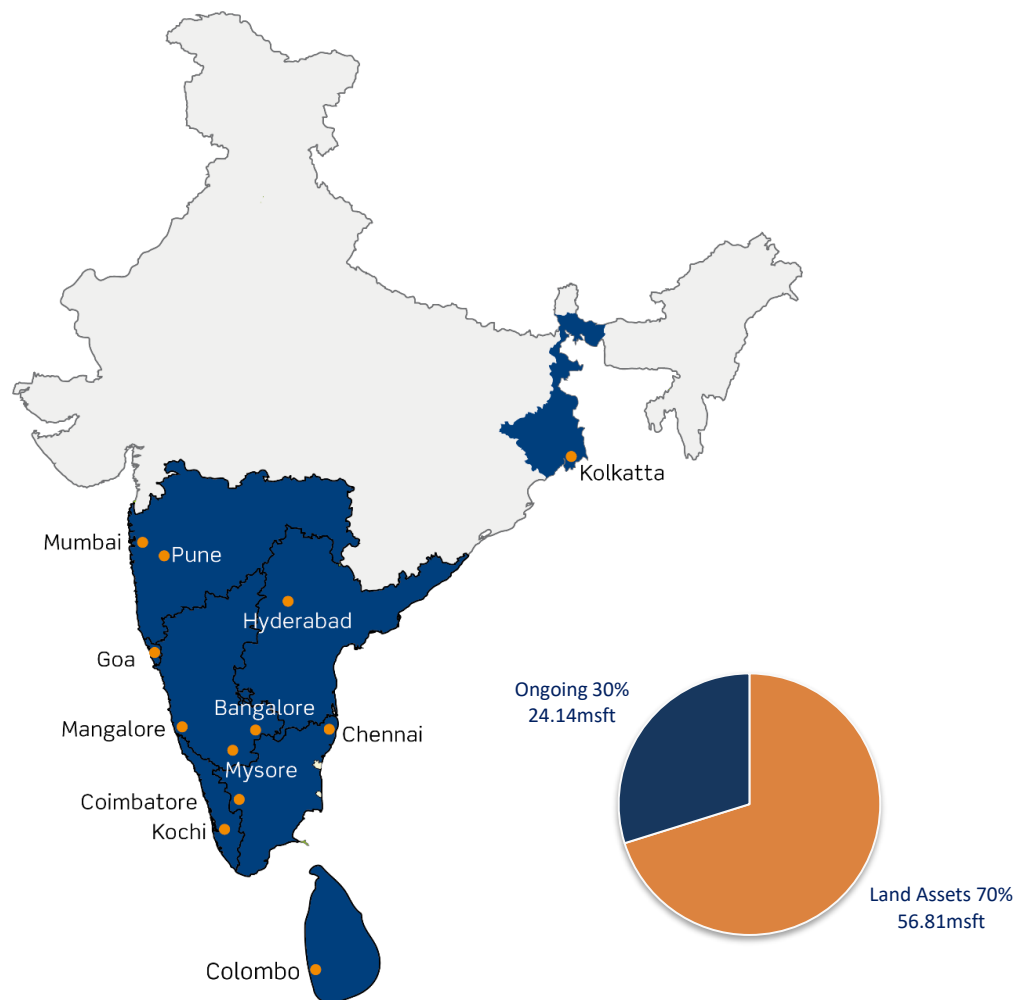 Kolkatta
Mumbai
Pune
Hyderabad
Goa
Bangalore
Mangalore
Chennai
Mysore
Coimbatore
Kochi
Colombo
Ongoing 30%
24.14msft
Land Assets 70%
56.81msft